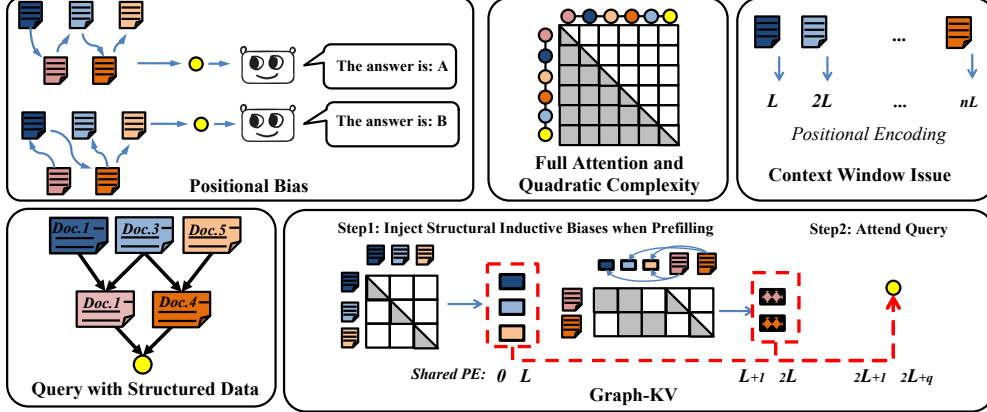 The answer is: A
The answer is: B
Positional Bias
Full Attention and
Quadratic Complexity
...
L 2L ... nL
Positional Encoding
Context Window Issue
Doc.1 Doc.3 Doc.5
Doc.1 Doc.4
Query with Structured Data
Step1: Inject Structural Inductive Biases when Prefilling
Step2: Attend Query
Shared PE: 0 L L+1 2L 2L+1 2L+q
Graph-KV